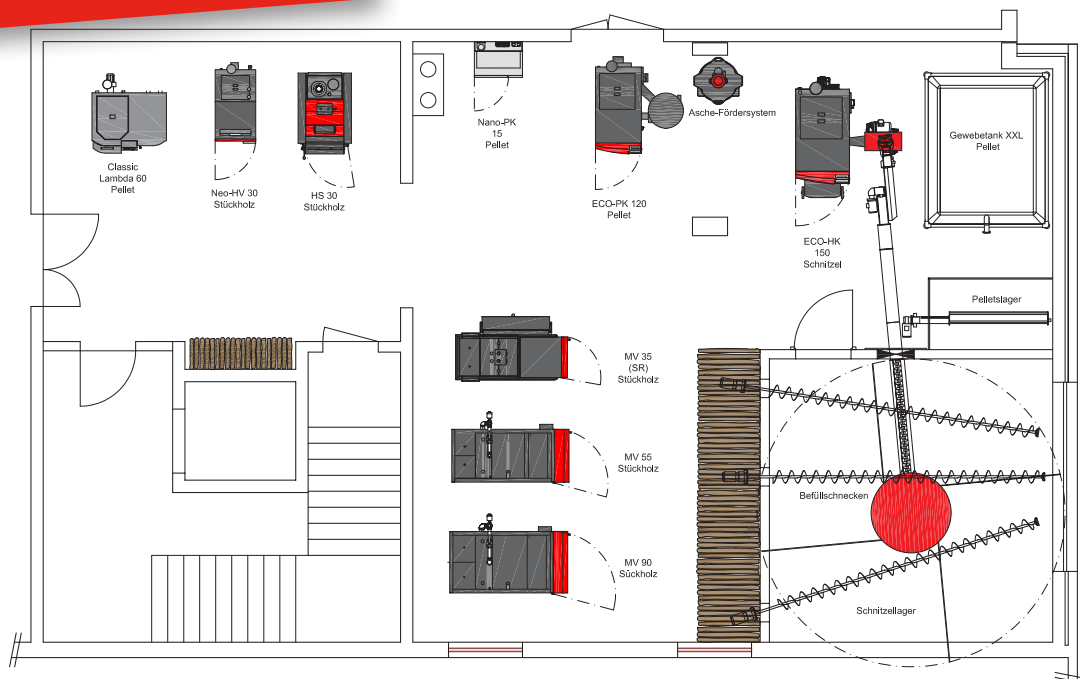 Classic
Lambda 60
Pellet
Neo-HV 30
Stückholz
HS 30
Stückholz
Nano-PK
15
Pellet
ECO-PK 120
Pellet
Asche-Fördersystem
ECO-HK
150
Schnitzel
Gewebetank XXL
Pellet
Pelletslager
MV 35
(SR)
Stückholz
MV 55
Stückholz
MV 90
Sückholz
Befüllschnecken
Schnitzellager